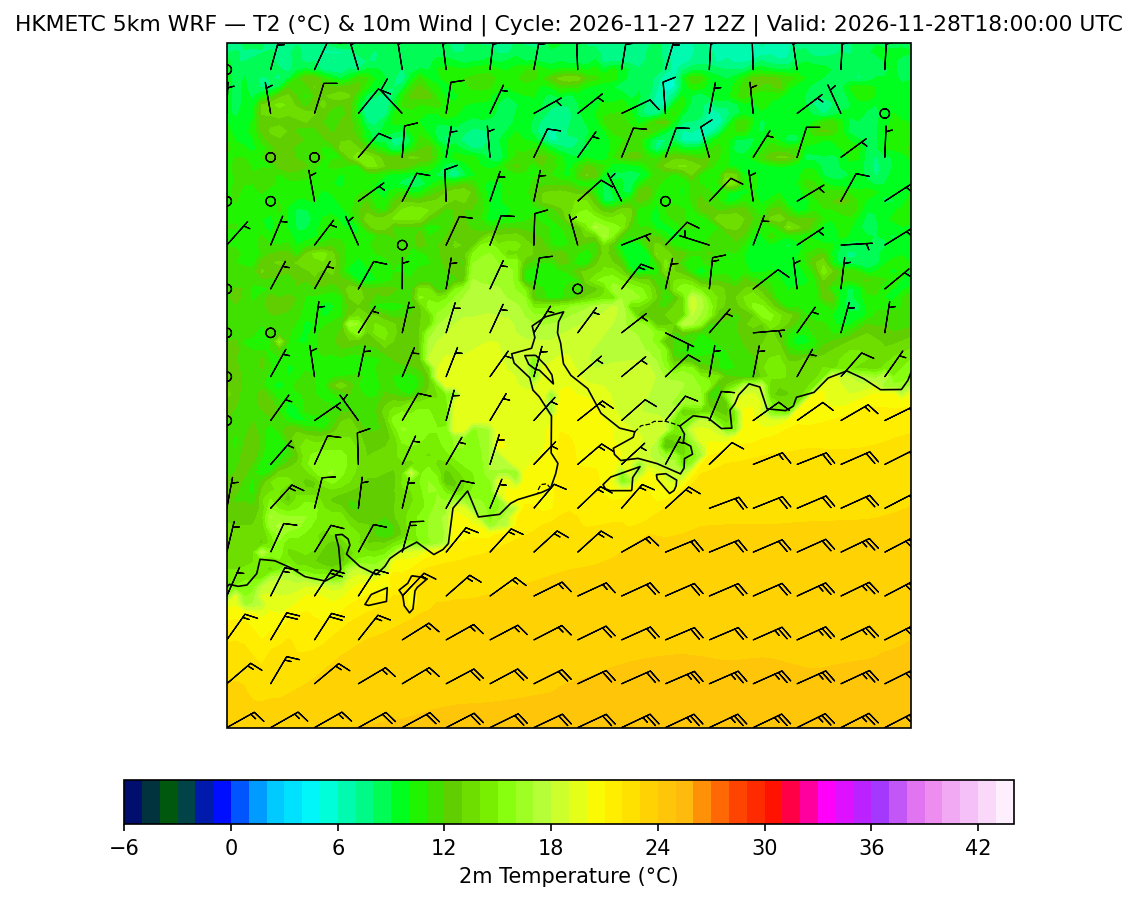 HKMETC 5km WRF — T2 (°C) & 10m Wind | Cycle: 2026-11-27 12Z | Valid: 2026-11-28T18:00:00 UTC
−6 0 6 12 18 24 30 36 42
2m Temperature (°C)